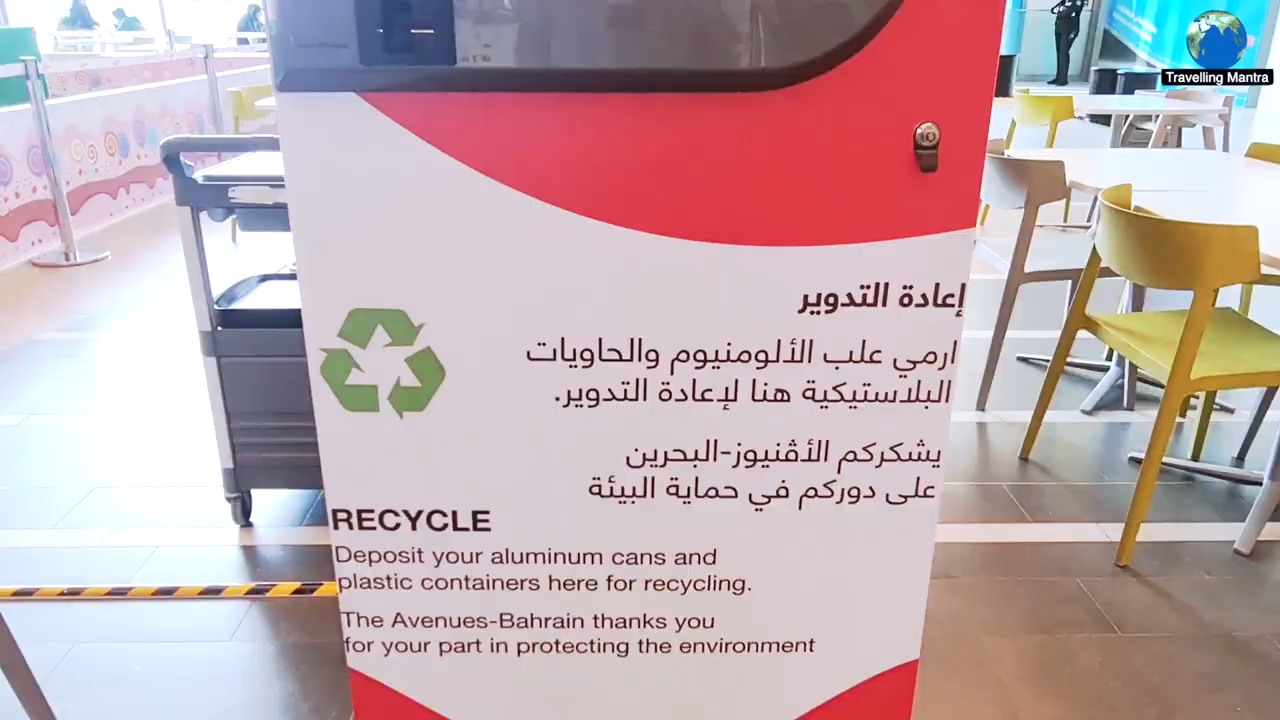 Travelling Mantra
إعادة التدوير
ارمي علب الألومنيوم والحاويات
البلاستيكية هنا لإعادة التدوير.
يشكركم الأڤنيوز-البحرين
على دوركم في حماية البيئة
RECYCLE
Deposit your aluminum cans and
plastic containers here for recycling.
The Avenues-Bahrain thanks you
for your part in protecting the environment